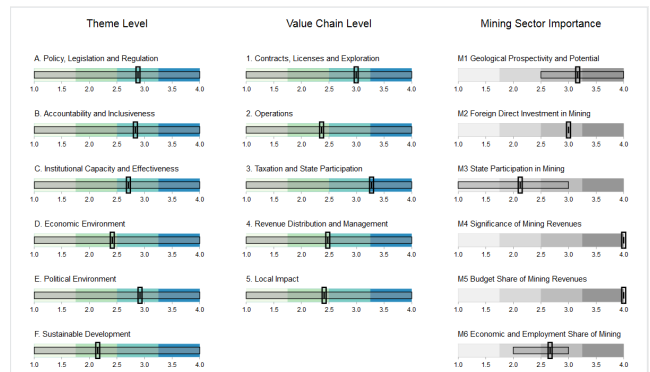 Theme Level
A. Policy, Legislation and Regulation
1.0 1.5 2.0 2.5 3.0 3.5 4.0
B. Accountability and Inclusiveness
1.0 1.5 2.0 2.5 3.0 3.5 4.0
C. Institutional Capacity and Effectiveness
1.0 1.5 2.0 2.5 3.0 3.5 4.0
D. Economic Environment
1.0 1.5 2.0 2.5 3.0 3.5 4.0
E. Political Environment
1.0 1.5 2.0 2.5 3.0 3.5 4.0
F. Sustainable Development
1.0 1.5 2.0 2.5 3.0 3.5 4.0
Value Chain Level
1. Contracts, Licenses and Exploration
1.0 1.5 2.0 2.5 3.0 3.5 4.0
2. Operations
1.0 1.5 2.0 2.5 3.0 3.5 4.0
3. Taxation and State Participation
1.0 1.5 2.0 2.5 3.0 3.5 4.0
4. Revenue Distribution and Management
1.0 1.5 2.0 2.5 3.0 3.5 4.0
5. Local Impact
1.0 1.5 2.0 2.5 3.0 3.5 4.0
Mining Sector Importance
M1 Geological Prospectivity and Potential
1.0 1.5 2.0 2.5 3.0 3.5 4.0
M2 Foreign Direct Investment in Mining
1.0 1.5 2.0 2.5 3.0 3.5 4.0
M3 State Participation in Mining
1.0 1.5 2.0 2.5 3.0 3.5 4.0
M4 Significance of Mining Revenues
1.0 1.5 2.0 2.5 3.0 3.5 4.0
M5 Budget Share of Mining Revenues
1.0 1.5 2.0 2.5 3.0 3.5 4.0
M6 Economic and Employment Share of Mining
1.0 1.5 2.0 2.5 3.0 3.5 4.0